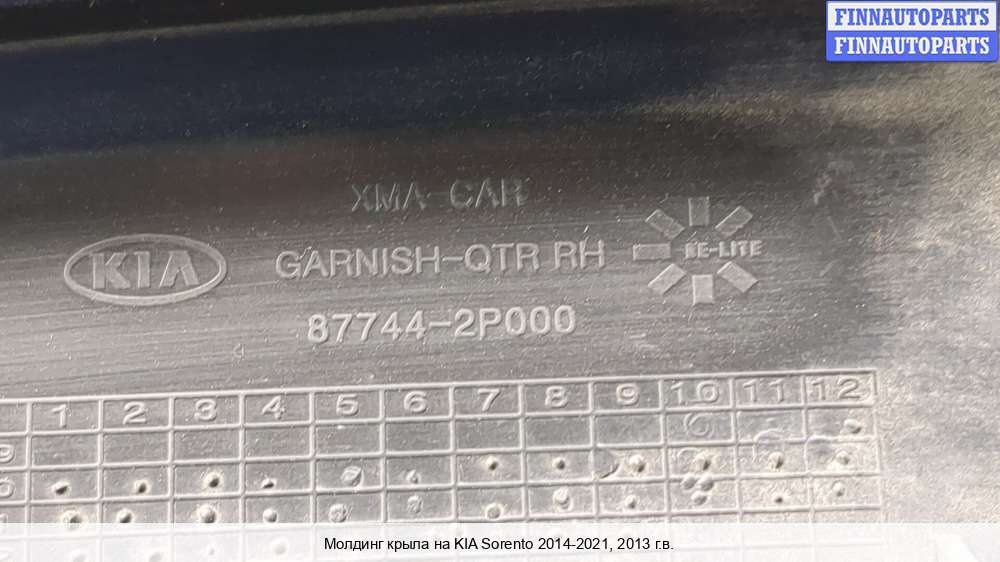 FINNAUTOPARTS
FINNAUTOPARTS
XMA-CAR
KIA
GARNISH-QTR RH
RE-LITE
87744-2P000
1 2 3 4 5 6 7 8 9 10 11 12
Молдинг крыла на KIA Sorento 2014-2021, 2013 г.в.